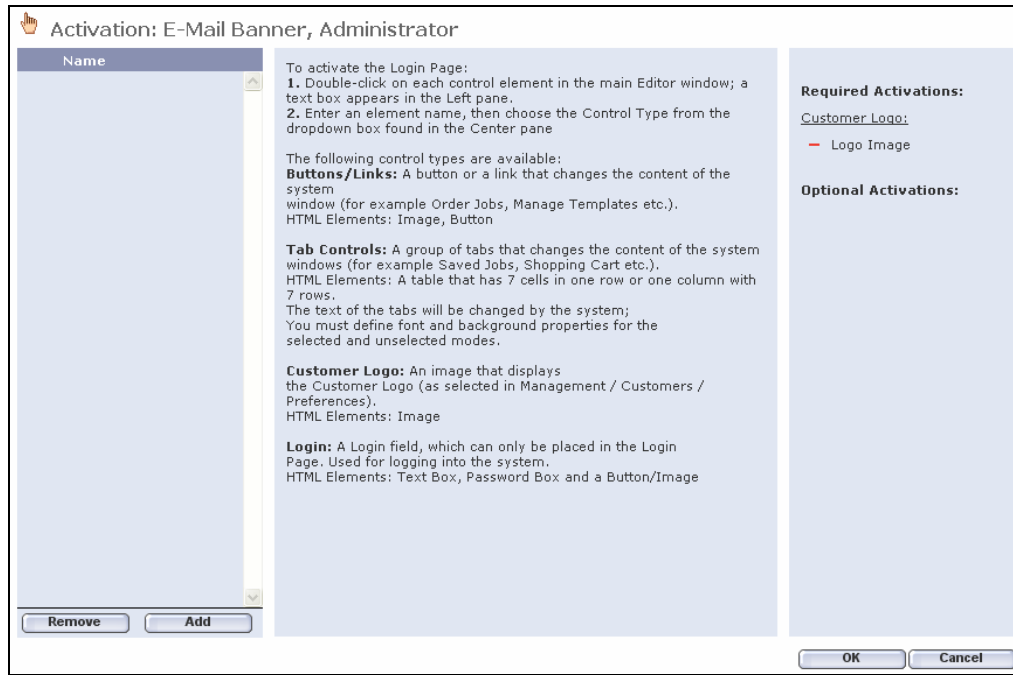 Activation: E-Mail Banner, Administrator
Name
Remove
Add
To activate the Login Page:
1. Double-click on each control element in the main Editor window; a
text box appears in the Left pane.
2. Enter an element name, then choose the Control Type from the
dropdown box found in the Center pane
The following control types are available:
Buttons/Links: A button or a link that changes the content of the
system
window (for example Order Jobs, Manage Templates etc.).
HTML Elements: Image, Button
Tab Controls: A group of tabs that changes the content of the system
windows (for example Saved Jobs, Shopping Cart etc.).
HTML Elements: A table that has 7 cells in one row or one column with
7 rows.
The text of the tabs will be changed by the system;
You must define font and background properties for the
selected and unselected modes.
Customer Logo: An image that displays
the Customer Logo (as selected in Management / Customers /
Preferences).
HTML Elements: Image
Login: A Login field, which can only be placed in the Login
Page. Used for logging into the system.
HTML Elements: Text Box, Password Box and a Button/Image
Required Activations:
Customer Logo:
– Logo Image
Optional Activations:
OK
Cancel